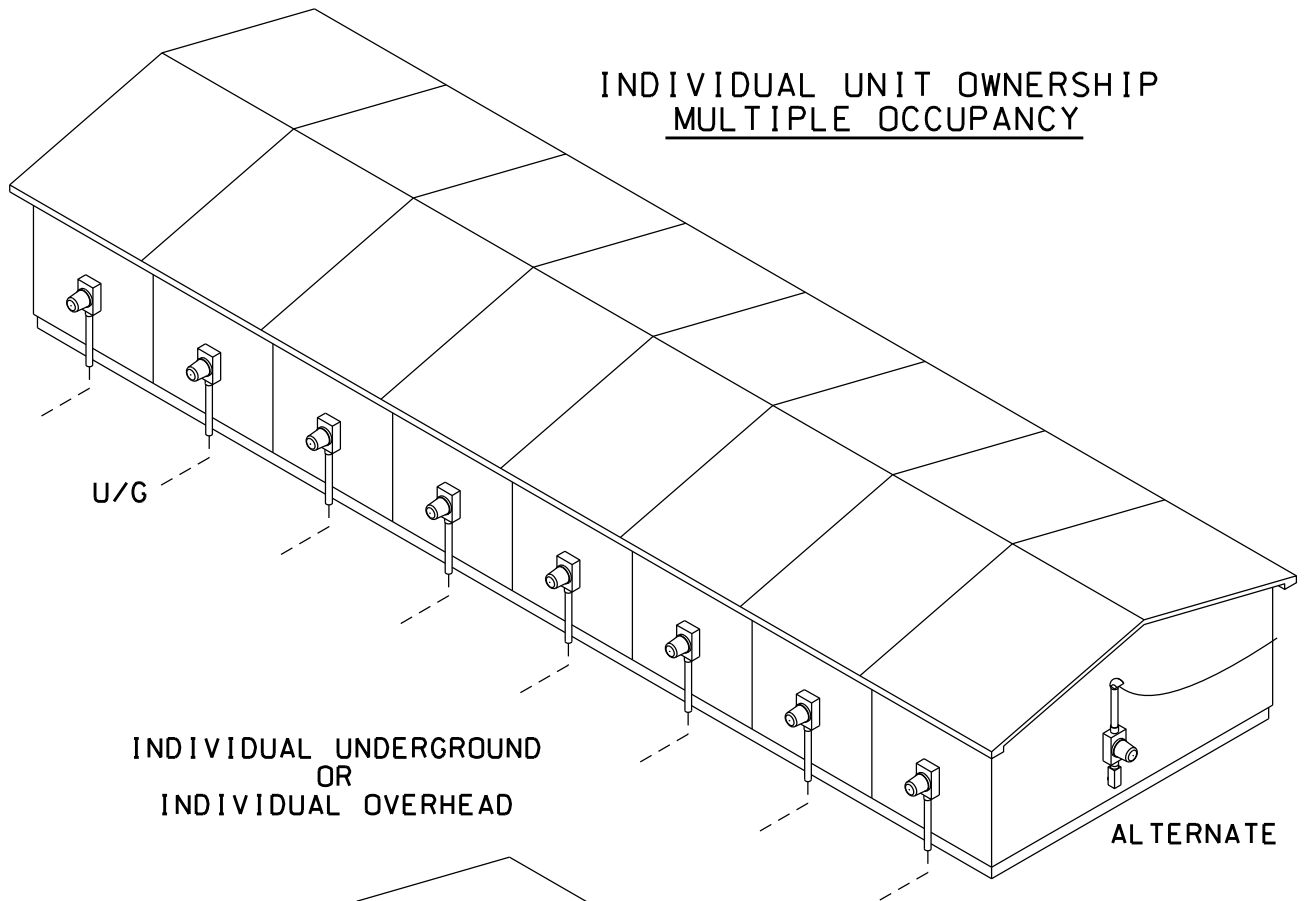 INDIVIDUAL UNIT OWNERSHIP
MULTIPLE OCCUPANCY
U/G
INDIVIDUAL UNDERGROUND
OR
INDIVIDUAL OVERHEAD
ALTERNATE